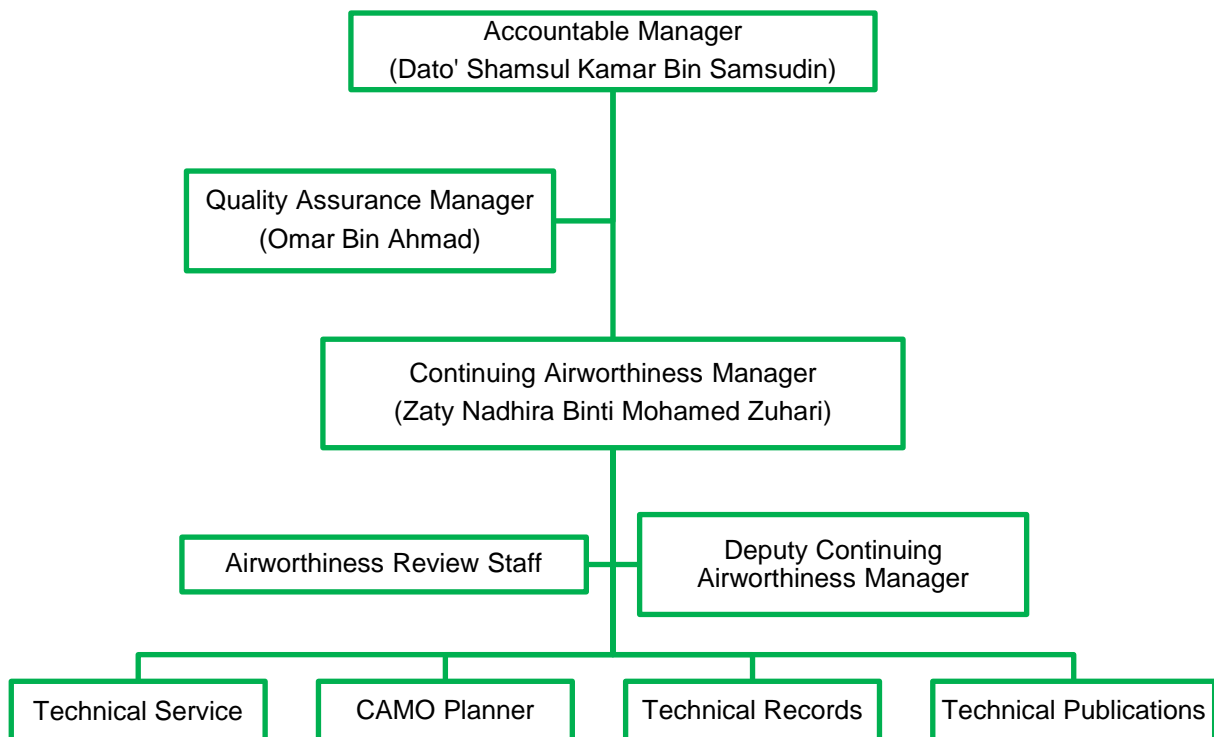 Accountable Manager
(Dato' Shamsul Kamar Bin Samsudin)
Quality Assurance Manager
(Omar Bin Ahmad)
Continuing Airworthiness Manager
(Zaty Nadhira Binti Mohamed Zuhari)
Airworthiness Review Staff
Deputy Continuing
Airworthiness Manager
Technical Service
CAMO Planner
Technical Records
Technical Publications